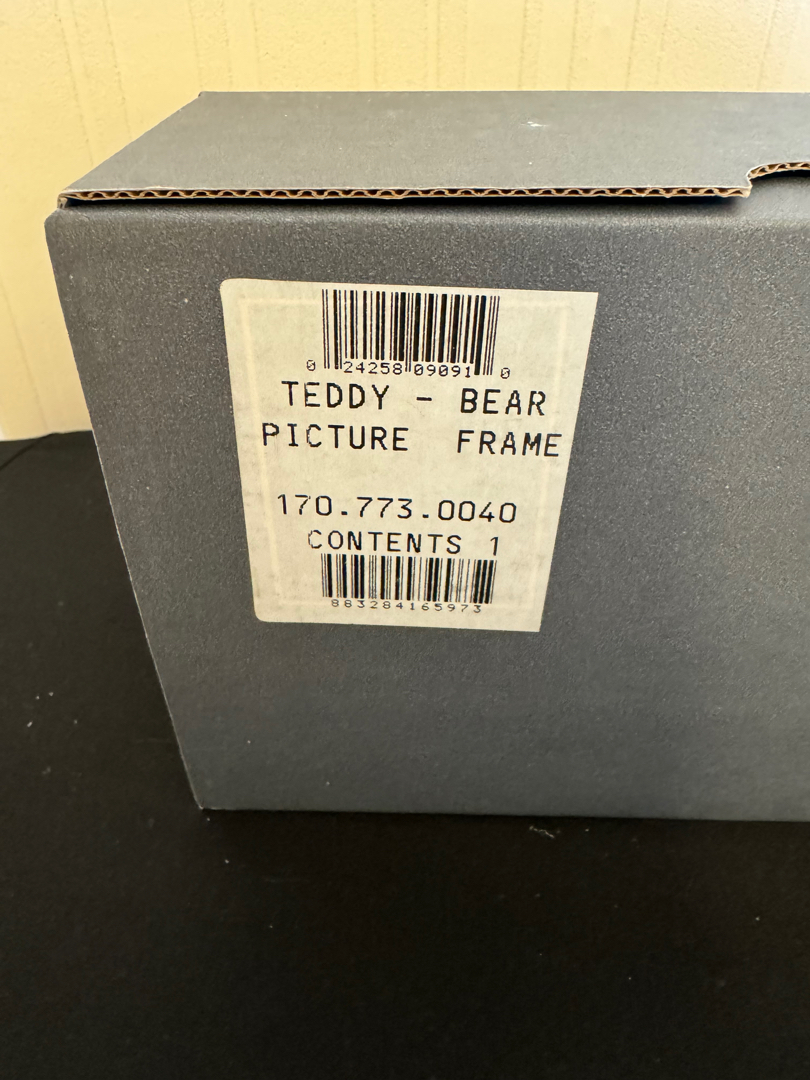 0 24258 09091 0
TEDDY - BEAR
PICTURE FRAME
170.773.0040
CONTENTS 1
883284165973